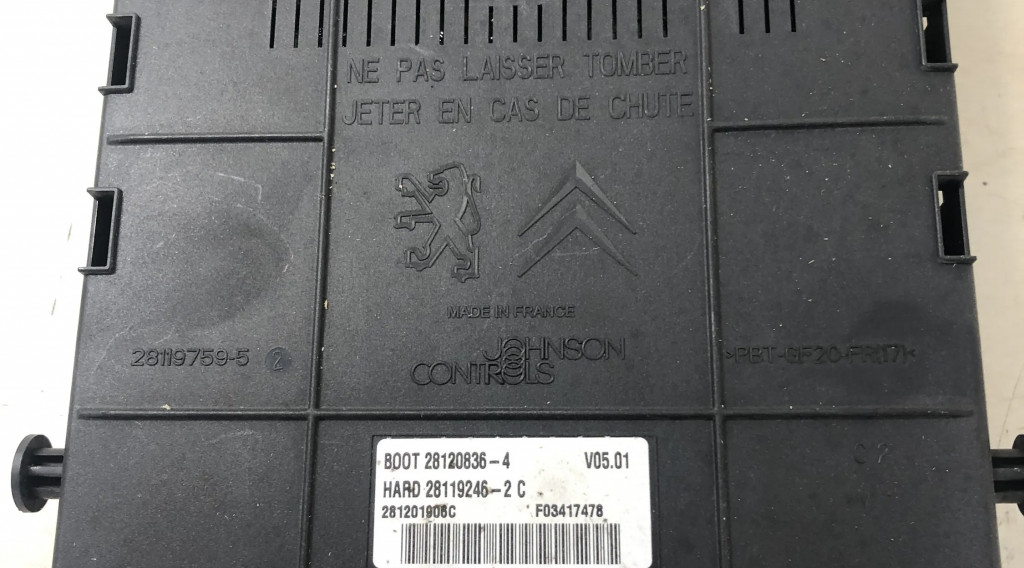 NE PAS LAISSER TOMBER
JETER EN CAS DE CHUTE
MADE IN FRANCE
JOHNSON
CONTROLS
28119759-5 2
>PBT-GF20-FR(17)<
BOOT 28120836-4 V05.01
HARD 28119246-2 C
281201906C F03417478